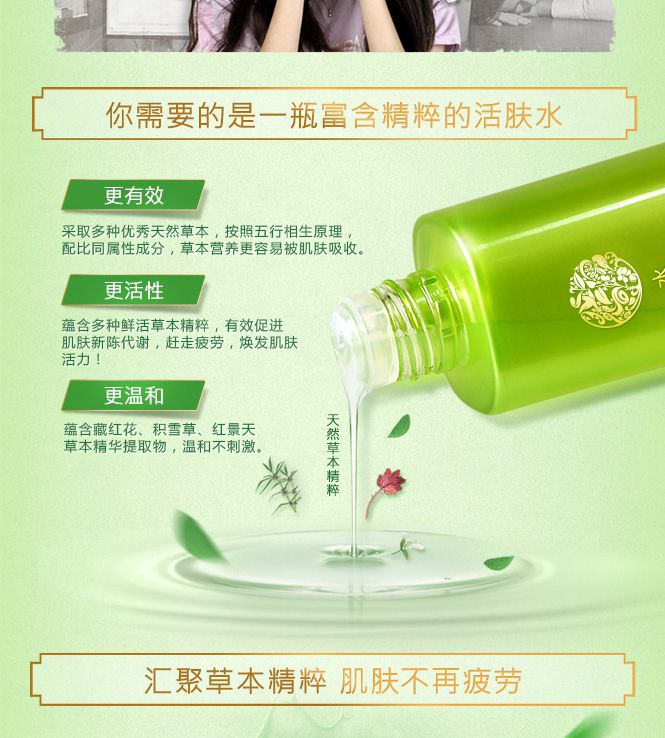 你需要的是一瓶富含精粹的活肤水
更有效
采取多种优秀天然草本，按照五行相生原理，
配比同属性成分，草本营养更容易被肌肤吸收。
更活性
蕴含多种鲜活草本精粹，有效促进
肌肤新陈代谢，赶走疲劳，焕发肌肤
活力！
更温和
蕴含藏红花、积雪草、红景天
草本精华提取物，温和不刺激。
天然草本精粹
水
汇聚草本精粹 肌肤不再疲劳